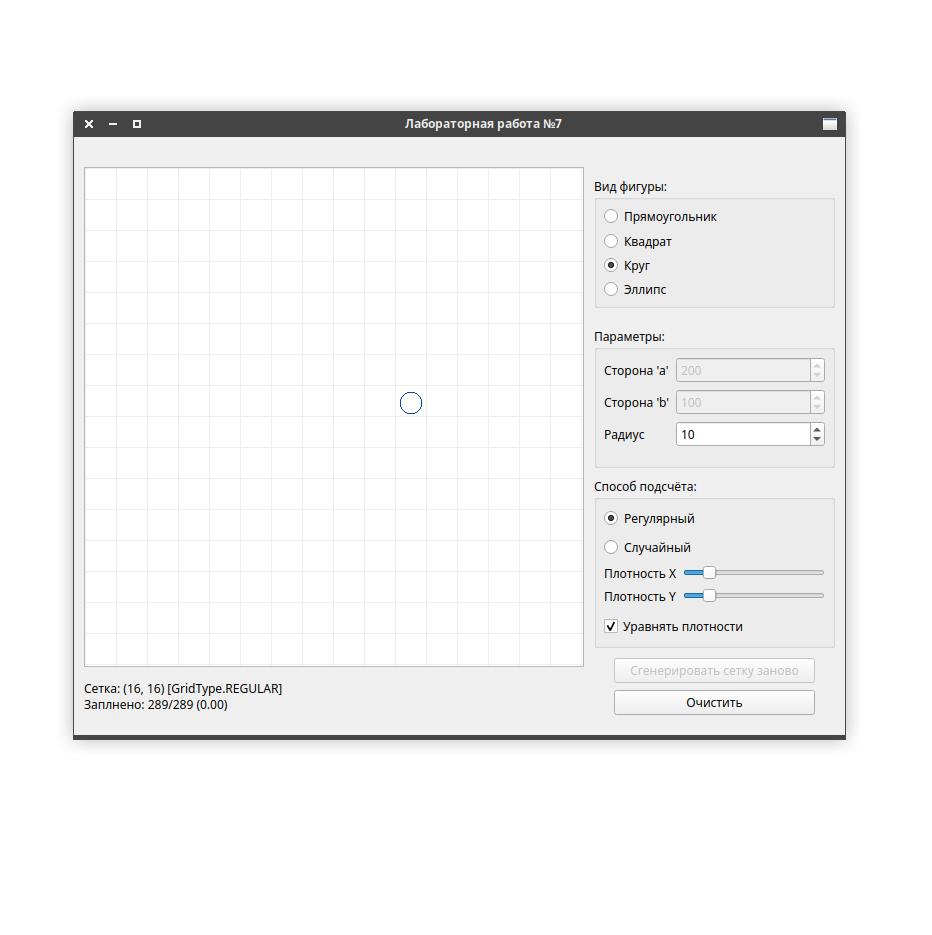 Лабораторная работа №7
Вид фигуры:
Прямоугольник
Квадрат
Круг
Эллипс
Параметры:
Сторона 'a' 200
Сторона 'b' 100
Радиус 10
Способ подсчёта:
Регулярный
Случайный
Плотность X
Плотность Y
Уравнять плотности
Сгенерировать сетку заново
Очистить
Сетка: (16, 16) [GridType.REGULAR]
Заплнено: 289/289 (0.00)